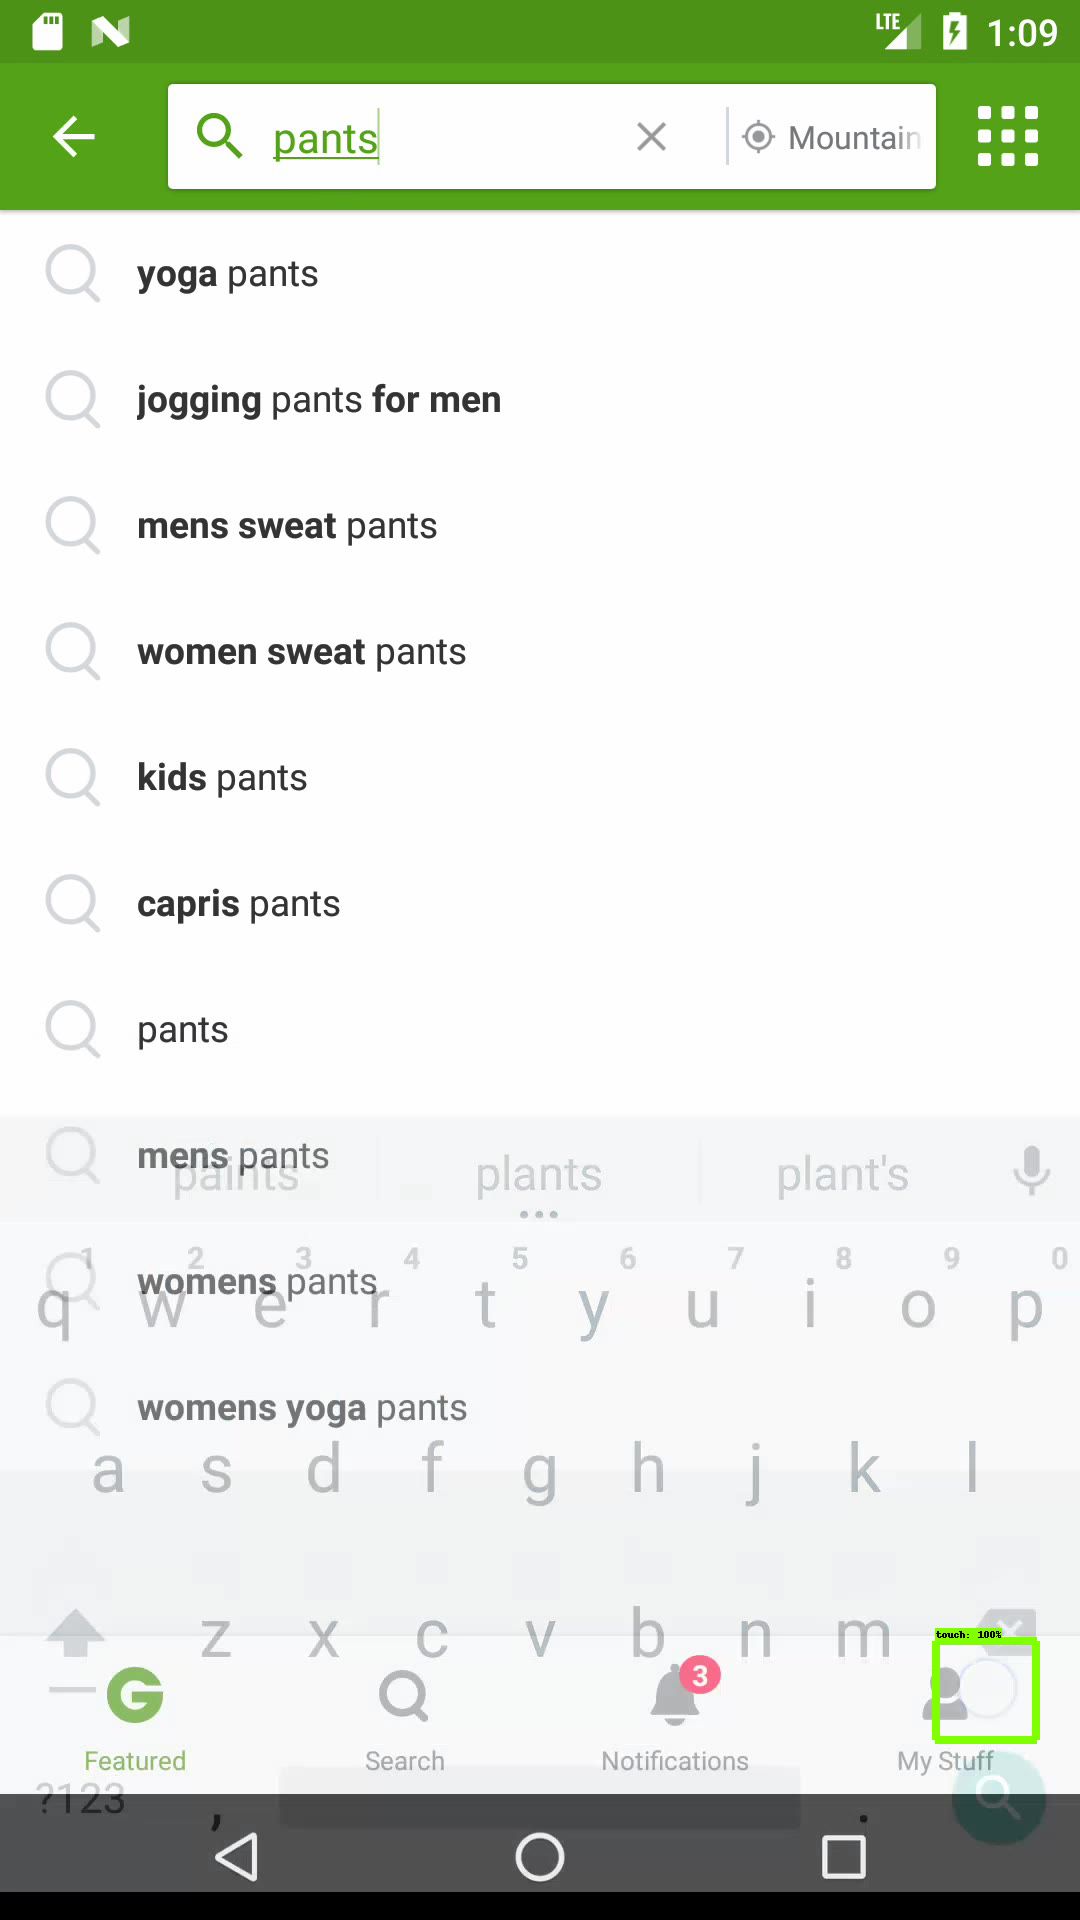 LTE 1:09
pants Mountain
yoga pants
jogging pants for men
mens sweat pants
women sweat pants
kids pants
capris pants
pants
mens pants
paints plants plant's
womens pants
1 2 3 4 5 6 7 8 9 0
q w e r t y u i o p
womens yoga pants
a s d f g h j k l
z x c v b n m
touch: 100%
G 3
Featured Search Notifications My Stuff
?123 , .